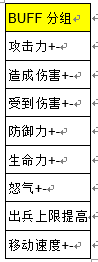 BUFF 分组
攻击力+-
造成伤害+-
受到伤害+-
防御力+-
生命力+-
怒气+-
出兵上限提高
移动速度+-